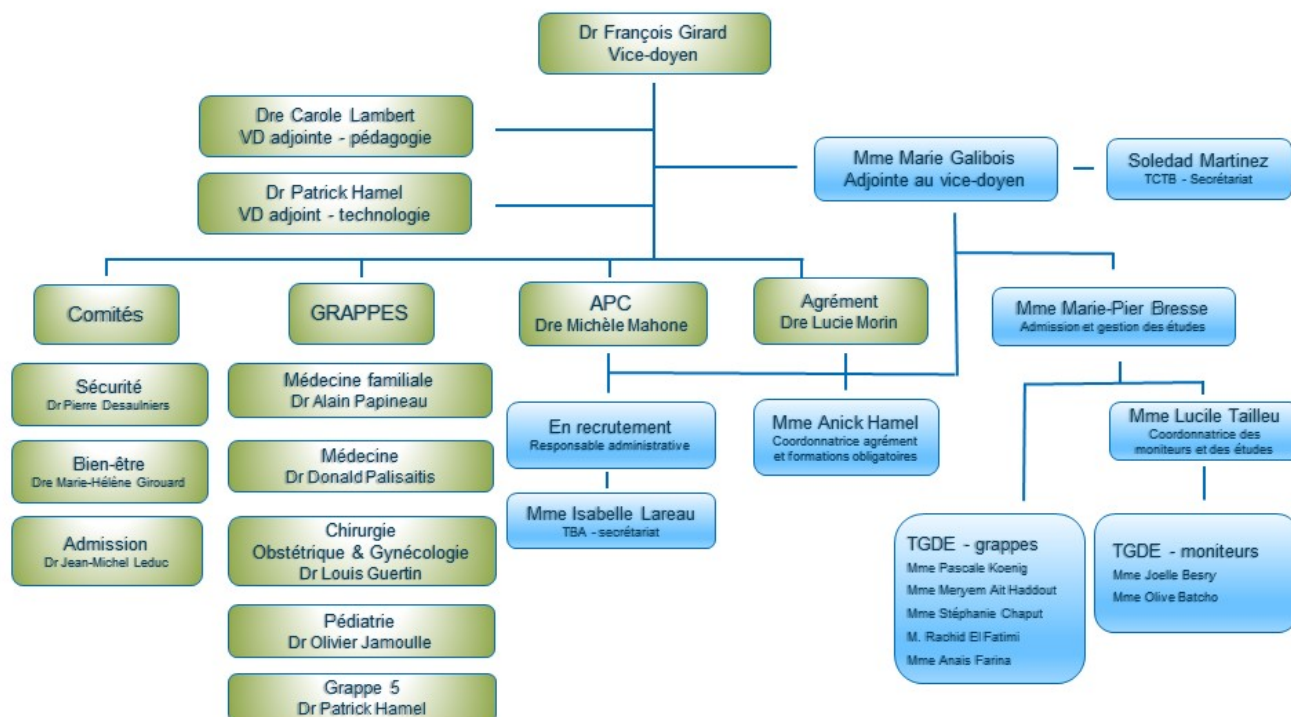 Dr François Girard
Vice-doyen
Dre Carole Lambert
VD adjointe - pédagogie
Dr Patrick Hamel
VD adjoint - technologie
Mme Marie Galibois
Adjointe au vice-doyen
Soledad Martinez
TCTB - Secrétariat
Comités
GRAPPES
APC
Dre Michèle Mahone
Agrément
Dre Lucie Morin
Mme Marie-Pier Bresse
Admission et gestion des études
Sécurité
Dr Pierre Desaulniers
Bien-être
Dre Marie-Hélène Girouard
Admission
Dr Jean-Michel Leduc
Médecine familiale
Dr Alain Papineau
Médecine
Dr Donald Palisaitis
Chirurgie
Obstétrique & Gynécologie
Dr Louis Guertin
Pédiatrie
Dr Olivier Jamoulle
Grappe 5
Dr Patrick Hamel
En recrutement
Responsable administrative
Mme Isabelle Lareau
TBA - secrétariat
Mme Anick Hamel
Coordonnatrice agrément
et formations obligatoires
Mme Lucile Tailleu
Coordonnatrice des
moniteurs et des études
TGDE - grappes
Mme Pascale Koenig
Mme Meryem Ait Haddout
Mme Stéphanie Chaput
M. Rachid El Fatimi
Mme Anais Farina
TGDE - moniteurs
Mme Joelle Besry
Mme Olive Batcho